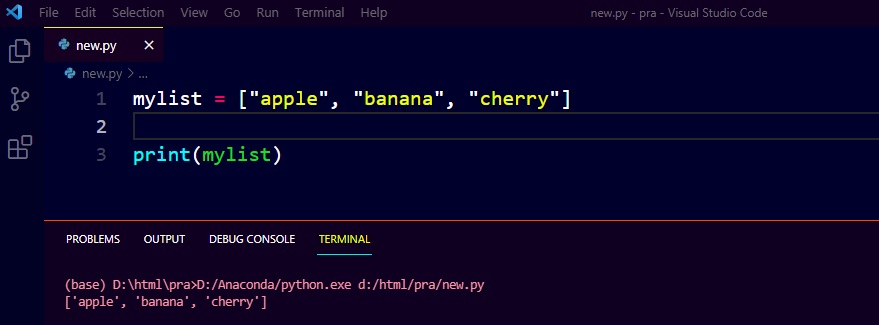 File Edit Selection View Go Run Terminal Help new.py - pra - Visual Studio Code
new.py ×
new.py > ...
1 mylist = ["apple", "banana", "cherry"]
2
3 print(mylist)
PROBLEMS OUTPUT DEBUG CONSOLE TERMINAL
(base) D:\html\pra>D:/Anaconda/python.exe d:/html/pra/new.py
['apple', 'banana', 'cherry']